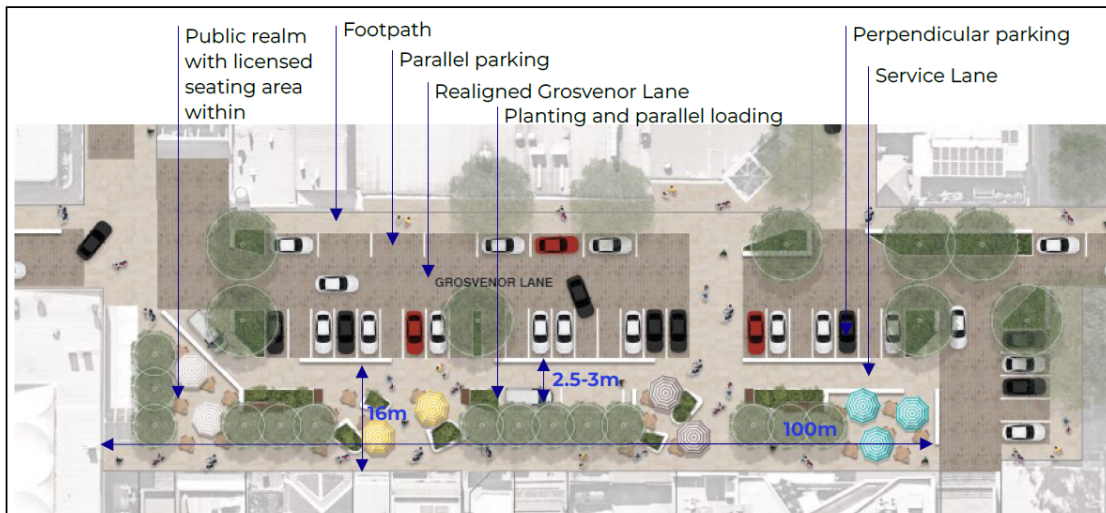 Public realm
with licensed
seating area
within
Footpath
Parallel parking
Realigned Grosvenor Lane
Planting and parallel loading
Perpendicular parking
Service Lane
GROSVENOR LANE
2.5-3m
16m
100m